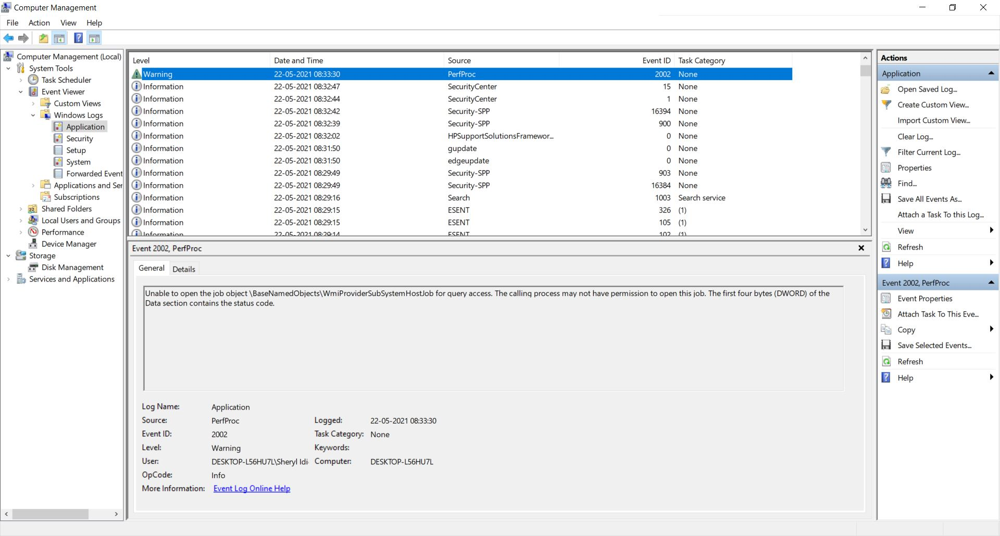 Computer Management
File Action View Help
Computer Management (Local)
System Tools
Task Scheduler
Event Viewer
Custom Views
Windows Logs
Application
Security
Setup
System
Forwarded Event
Applications and Ser
Subscriptions
Shared Folders
Local Users and Groups
Performance
Device Manager
Storage
Disk Management
Services and Applications
Level Date and Time Source Event ID Task Category
Warning 22-05-2021 08:33:30 PerfProc 2002 None
Information 22-05-2021 08:32:47 SecurityCenter 15 None
Information 22-05-2021 08:32:44 SecurityCenter 1 None
Information 22-05-2021 08:32:42 Security-SPP 16394 None
Information 22-05-2021 08:32:39 Security-SPP 900 None
Information 22-05-2021 08:32:02 HPSupportSolutionsFramewor... 0 None
Information 22-05-2021 08:31:50 gupdate 0 None
Information 22-05-2021 08:31:50 edgeupdate 0 None
Information 22-05-2021 08:29:49 Security-SPP 903 None
Information 22-05-2021 08:29:49 Security-SPP 16384 None
Information 22-05-2021 08:29:16 Search 1003 Search service
Information 22-05-2021 08:29:15 ESENT 326 (1)
Information 22-05-2021 08:29:15 ESENT 105 (1)
Information 22-05-2021 08:29:14 ESENT 102 (1)
Event 2002, PerfProc
General Details
Unable to open the job object \BaseNamedObjects\WmiProviderSubSystemHostJob for query access. The calling process may not have permission to open this job. The first four bytes (DWORD) of the
Data section contains the status code.
Log Name: Application
Source: PerfProc Logged: 22-05-2021 08:33:30
Event ID: 2002 Task Category: None
Level: Warning Keywords:
User: DESKTOP-L56HU7L\Sheryl Idi Computer: DESKTOP-L56HU7L
OpCode: Info
More Information: Event Log Online Help
Actions
Application
Open Saved Log...
Create Custom View...
Import Custom View...
Clear Log...
Filter Current Log...
Properties
Find...
Save All Events As...
Attach a Task To this Log...
View
Refresh
Help
Event 2002, PerfProc
Event Properties
Attach Task To This Eve...
Copy
Save Selected Events...
Refresh
Help